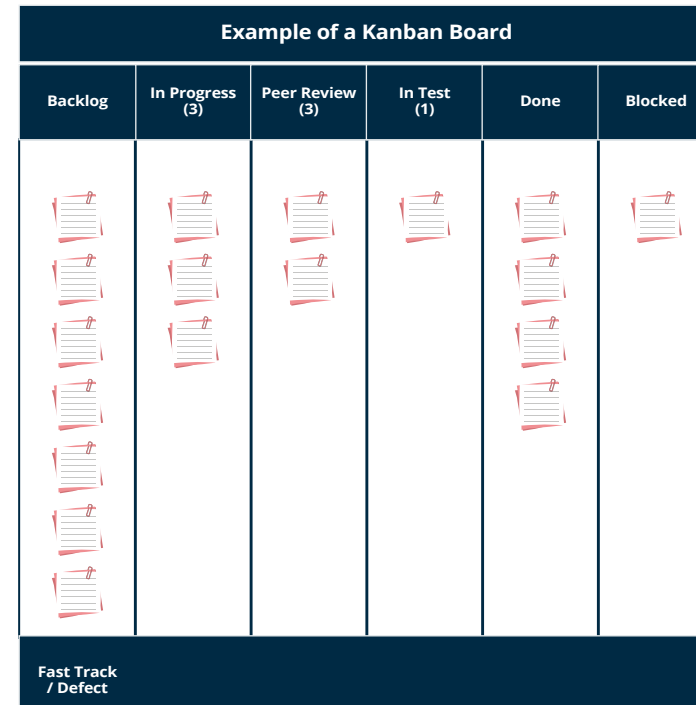 Example of a Kanban Board
Backlog
In Progress
(3)
Peer Review
(3)
In Test
(1)
Done
Blocked
Fast Track
/ Defect